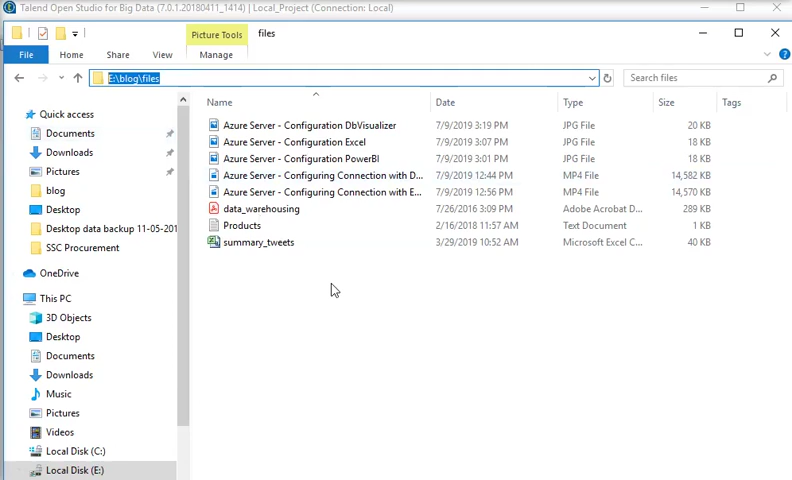 Talend Open Studio for Big Data (7.0.1.20180411_1414) | Local_Project (Connection: Local)
Picture Tools files
File Home Share View Manage
E:\blog\files Search files
Name Date Type Size Tags
Quick access
Documents
Downloads
Pictures
blog
Desktop
Desktop data backup 11-05-201
SSC Procurement
OneDrive
This PC
3D Objects
Desktop
Documents
Downloads
Music
Pictures
Videos
Local Disk (C:)
Local Disk (E:)
Azure Server - Configuration DbVisualizer 7/9/2019 3:19 PM JPG File 20 KB
Azure Server - Configuration Excel 7/9/2019 3:07 PM JPG File 18 KB
Azure Server - Configuration PowerBI 7/9/2019 3:01 PM JPG File 18 KB
Azure Server - Configuring Connection with D... 7/9/2019 12:44 PM MP4 File 14,582 KB
Azure Server - Configuring Connection with E... 7/9/2019 12:56 PM MP4 File 14,570 KB
data_warehousing 7/26/2016 3:09 PM Adobe Acrobat D... 289 KB
Products 2/16/2018 11:57 AM Text Document 1 KB
summary_tweets 3/29/2019 10:52 AM Microsoft Excel C... 40 KB